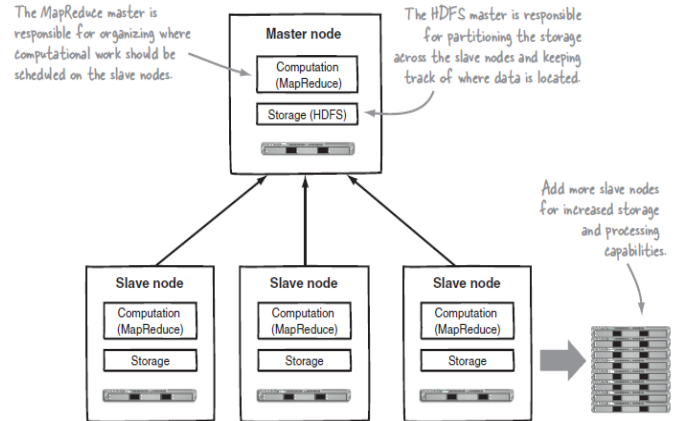 The MapReduce master is
responsible for organizing where
computational work should be
scheduled on the slave nodes.
The HDFS master is responsible
for partitioning the storage
across the slave nodes and keeping
track of where data is located.
Master node
Computation
(MapReduce)
Storage (HDFS)
Add more slave nodes
for increased storage
and processing
capabilities.
Slave node
Computation
(MapReduce)
Storage
Slave node
Computation
(MapReduce)
Storage
Slave node
Computation
(MapReduce)
Storage